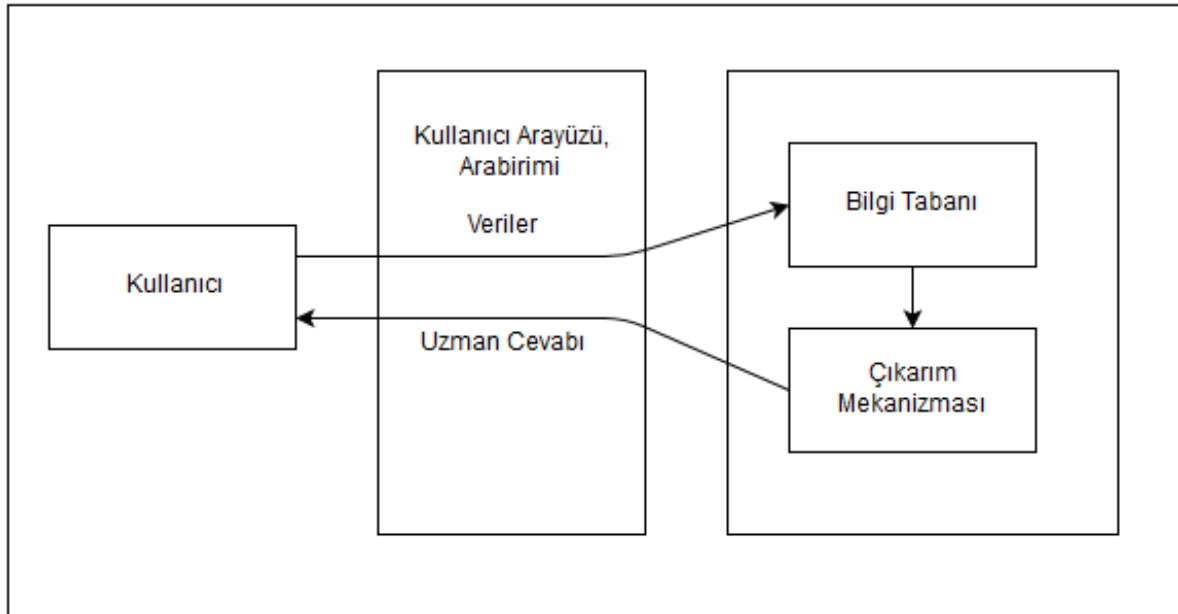 Kullanıcı Arayüzü,
Arabirimi
Veriler
Kullanıcı
Uzman Cevabı
Bilgi Tabanı
Çıkarım
Mekanizması